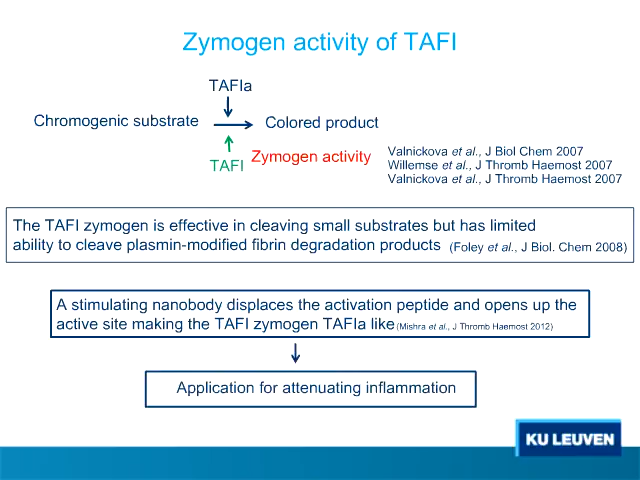 Zymogen activity of TAFI
TAFIa
Chromogenic substrate
Colored product
TAFI
Zymogen activity
Valnickova et al., J Biol Chem 2007
Willemse et al., J Thromb Haemost 2007
Valnickova et al., J Thromb Haemost 2007
The TAFI zymogen is effective in cleaving small substrates but has limited
ability to cleave plasmin-modified fibrin degradation products (Foley et al., J Biol. Chem 2008)
A stimulating nanobody displaces the activation peptide and opens up the
active site making the TAFI zymogen TAFIa like (Mishra et al., J Thromb Haemost 2012)
Application for attenuating inflammation
KU LEUVEN